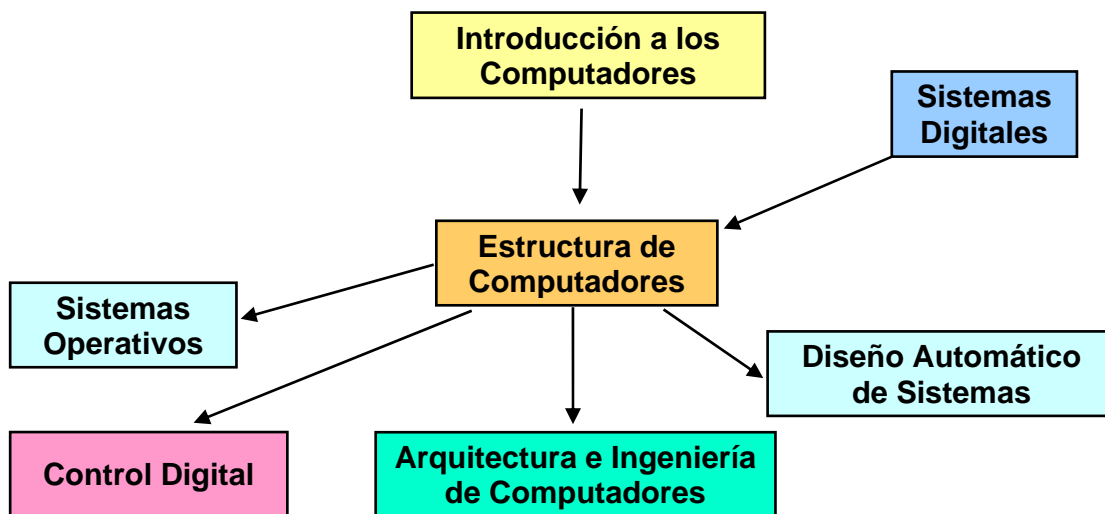 Introducción a los
Computadores
Sistemas
Digitales
Estructura de
Computadores
Sistemas
Operativos
Diseño Automático
de Sistemas
Control Digital
Arquitectura e Ingeniería
de Computadores